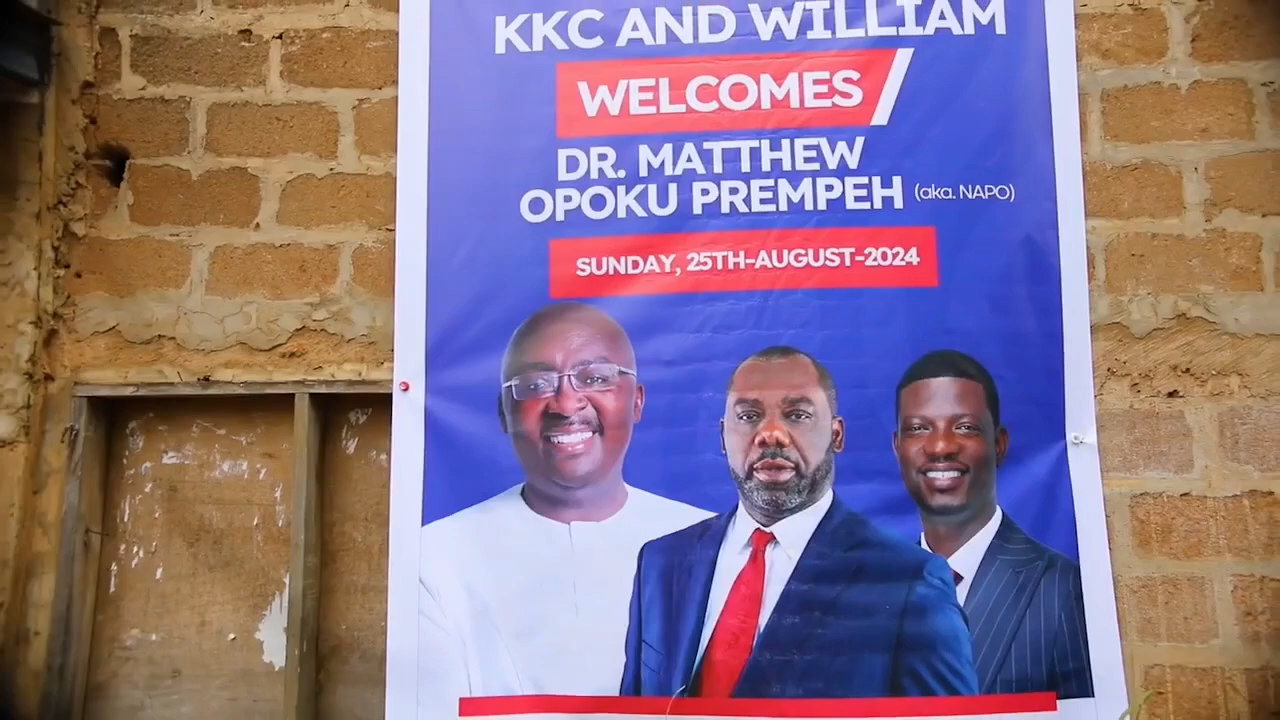 KKC AND WILLIAM
WELCOMES
DR. MATTHEW
OPOKU PREMPEH (aka. NAPO)
SUNDAY, 25TH-AUGUST-2024